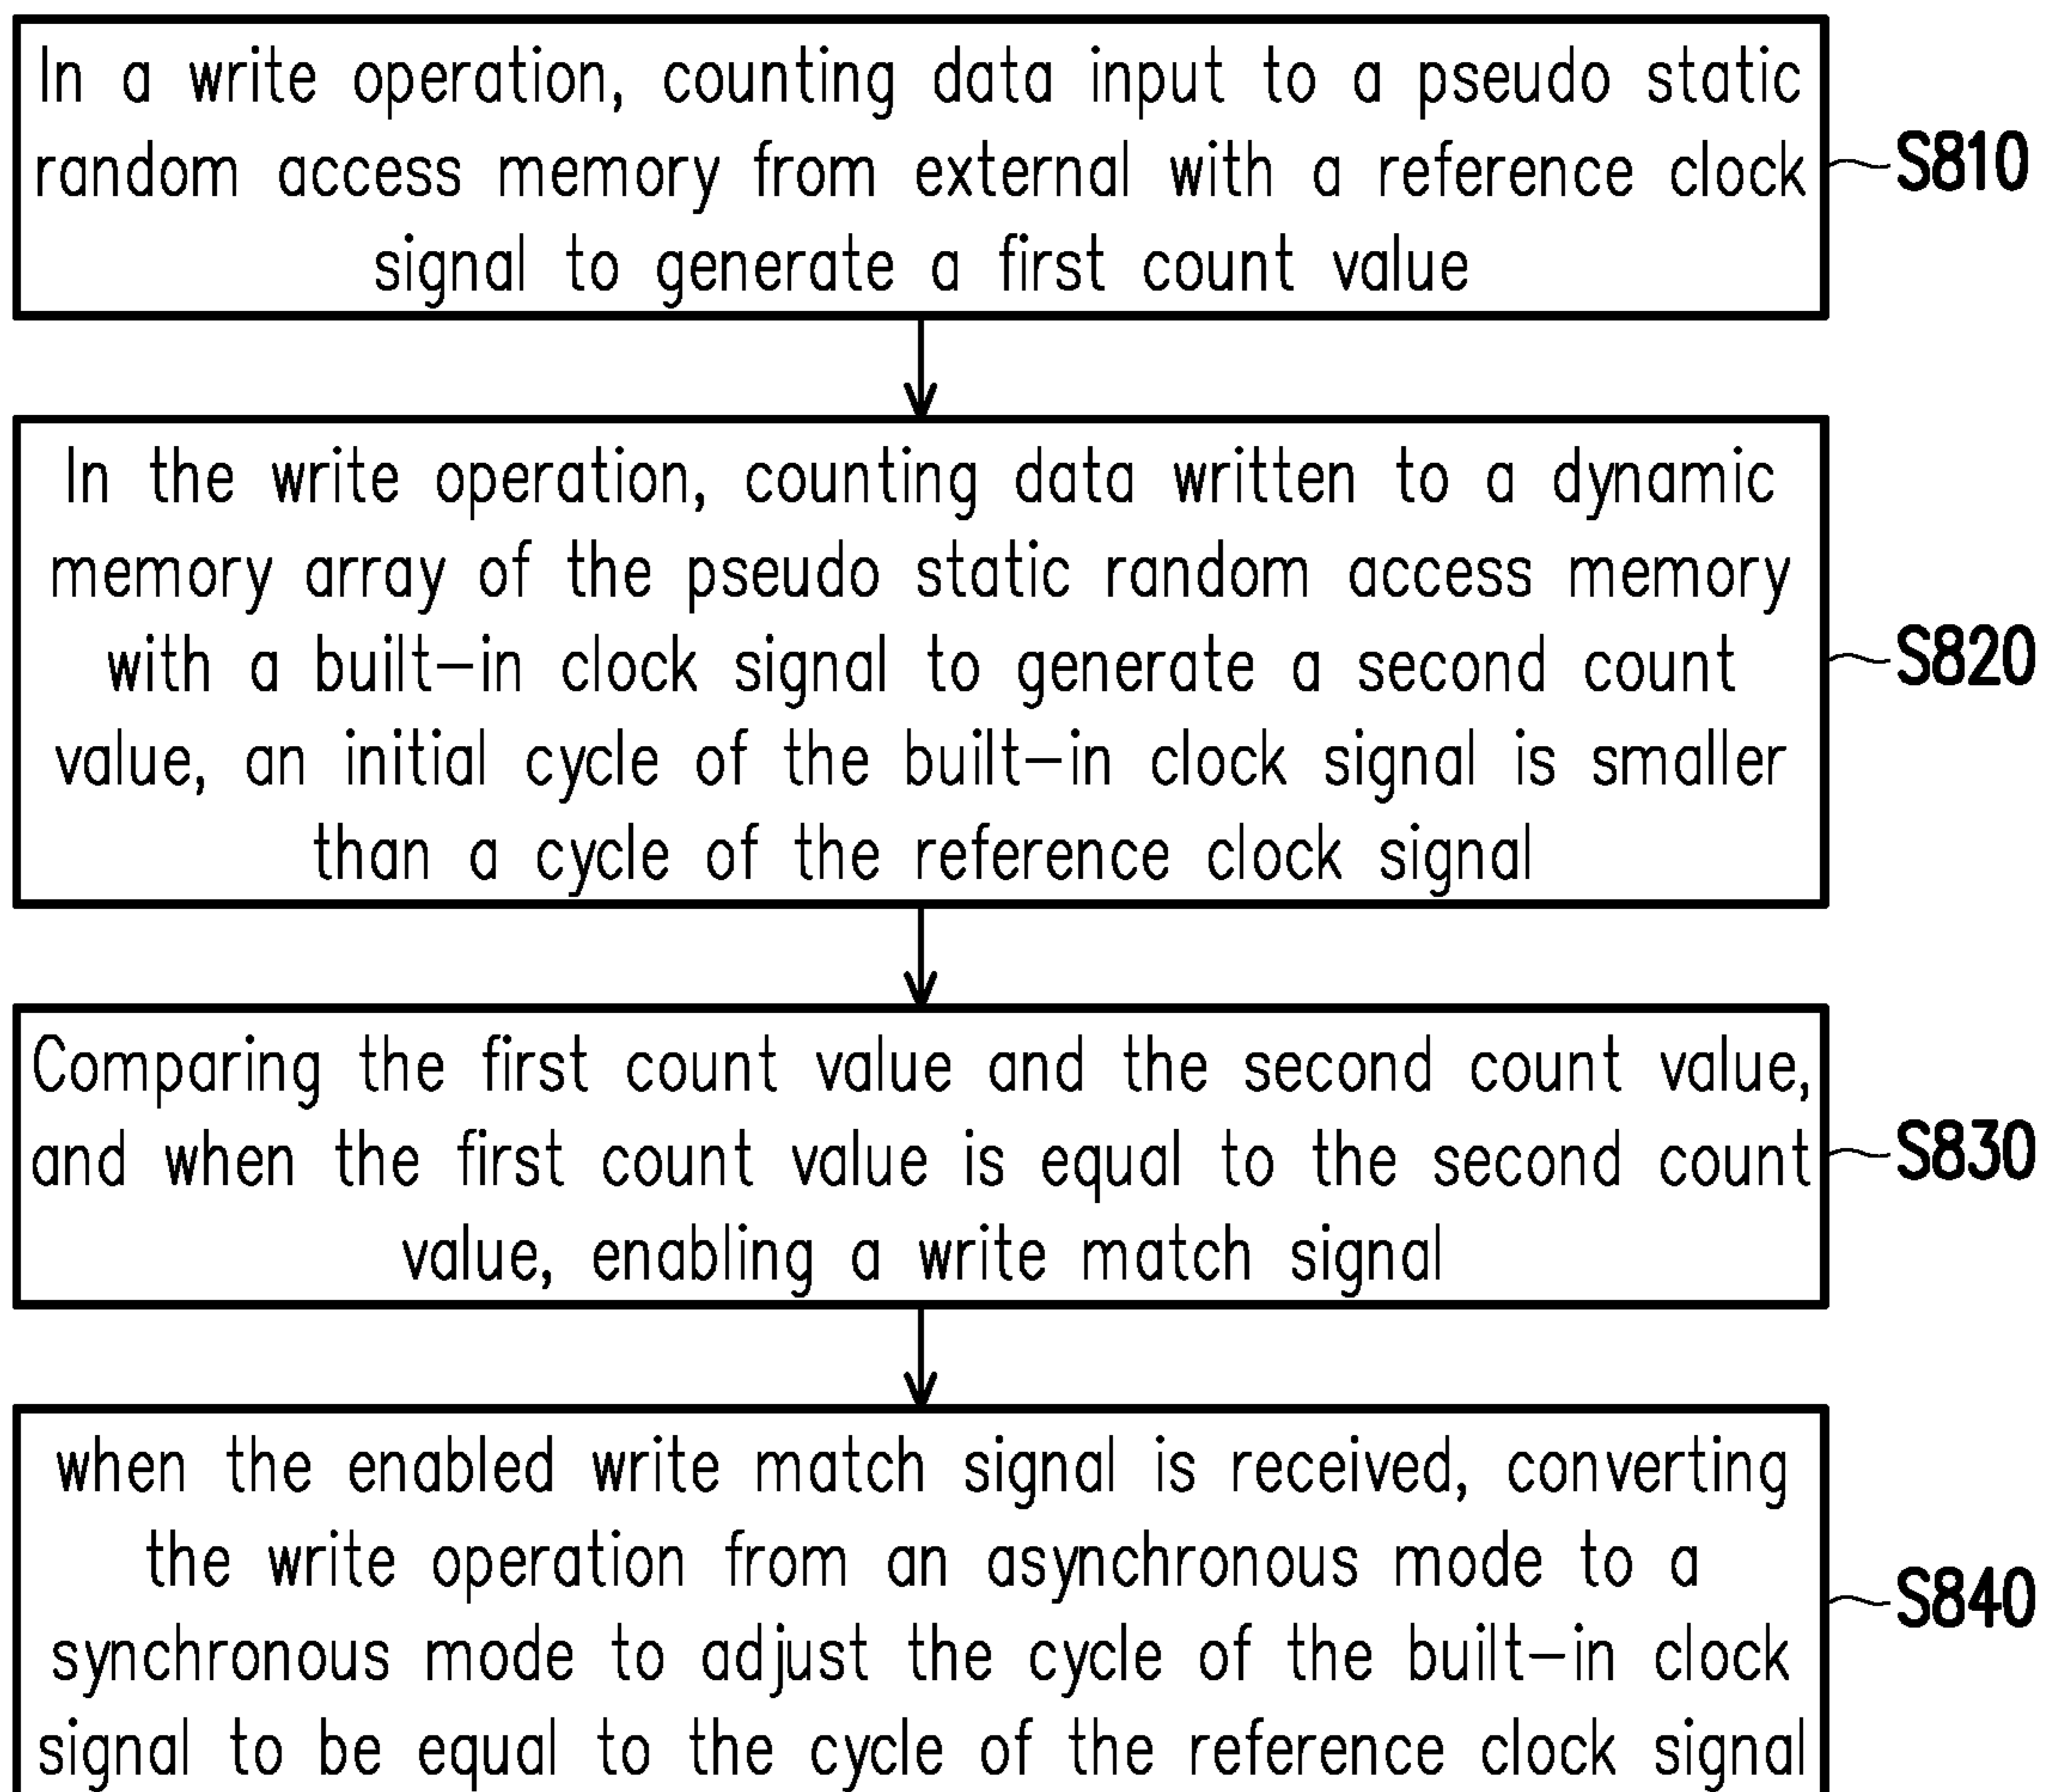 In a write operation, counting data input to a pseudo static
random access memory from external with a reference clock
signal to generate a first count value
S810
In the write operation, counting data written to a dynamic
memory array of the pseudo static random access memory
with a built-in clock signal to generate a second count
value, an initial cycle of the built-in clock signal is smaller
than a cycle of the reference clock signal
S820
Comparing the first count value and the second count value,
and when the first count value is equal to the second count
value, enabling a write match signal
S830
when the enabled write match signal is received, converting
the write operation from an asynchronous mode to a
synchronous mode to adjust the cycle of the built-in clock
signal to be equal to the cycle of the reference clock signal
S840